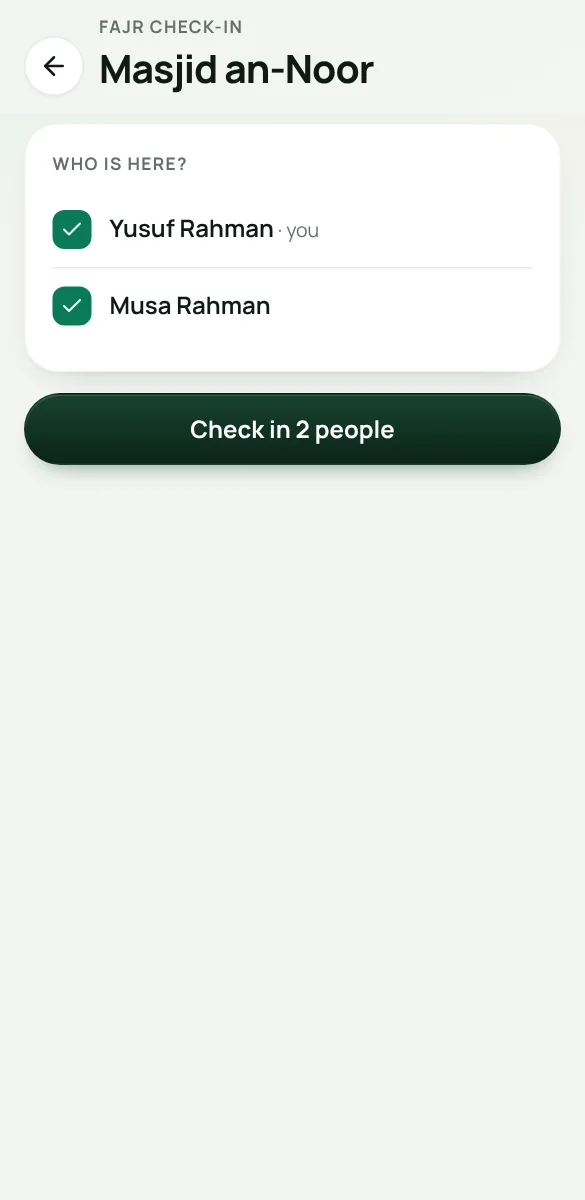 FAJR CHECK-IN
Masjid an-Noor
WHO IS HERE?
Yusuf Rahman · you
Musa Rahman
Check in 2 people